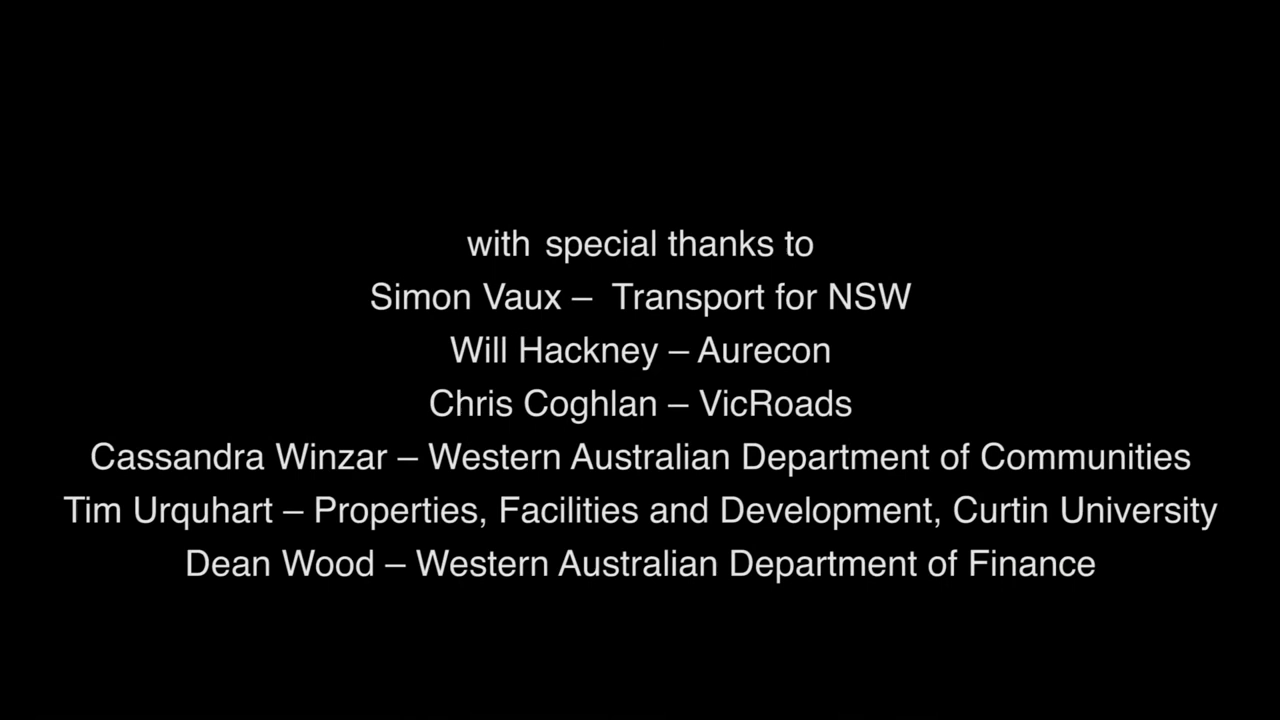 with special thanks to
Simon Vaux – Transport for NSW
Will Hackney – Aurecon
Chris Coghlan – VicRoads
Cassandra Winzar – Western Australian Department of Communities
Tim Urquhart – Properties, Facilities and Development, Curtin University
Dean Wood – Western Australian Department of Finance